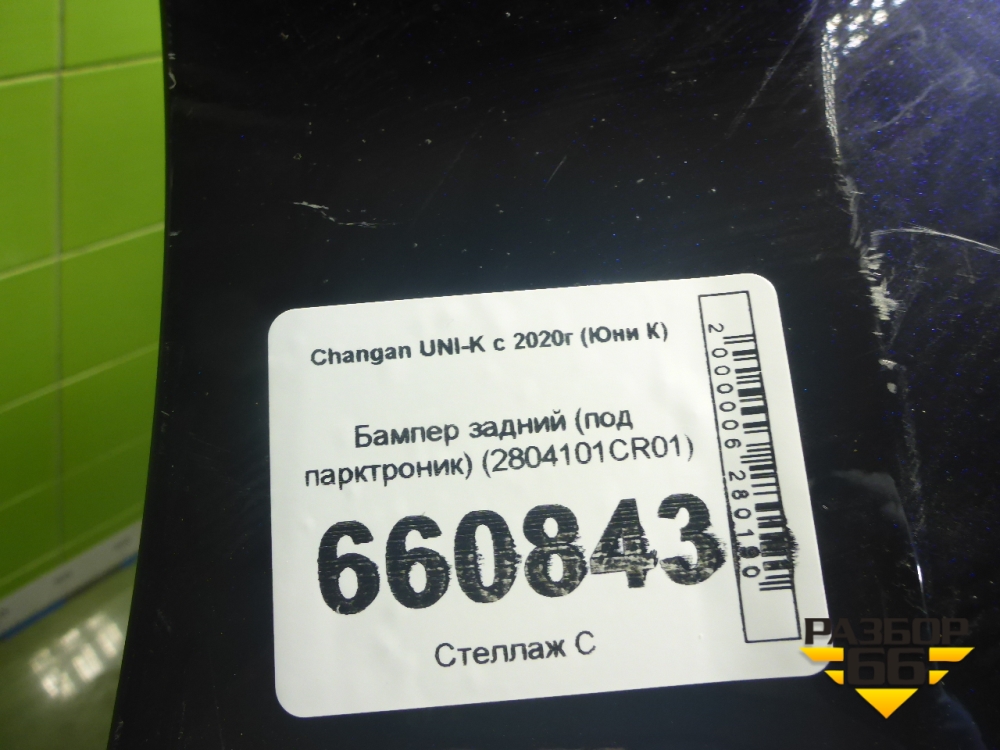 Changan UNI-K с 2020г (Юни К)
Бампер задний (под
парктроник) (2804101CR01)
660843
Стеллаж С
2000006280190
РАЗБОР
66